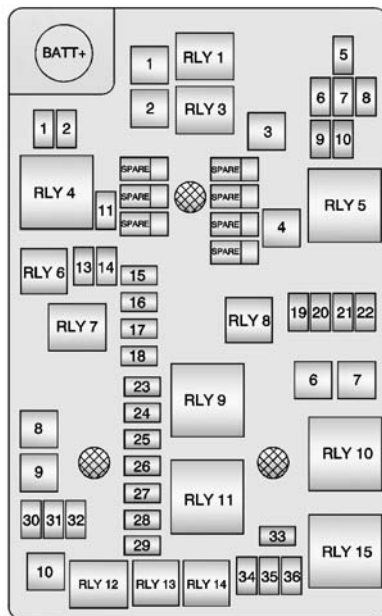 BATT+
1
RLY 1
5
2
RLY 3
6 7 8
1 2
3
9 10
RLY 4
11
SPARE
SPARE
SPARE
SPARE
SPARE
SPARE
SPARE
4
RLY 5
RLY 6
13 14
15
16
17
18
RLY 7
RLY 8
19 20 21 22
6 7
23
24
25
26
27
28
29
RLY 9
8
9
RLY 10
RLY 11
30 31 32
33
RLY 15
10
RLY 12
RLY 13
RLY 14
34 35 36